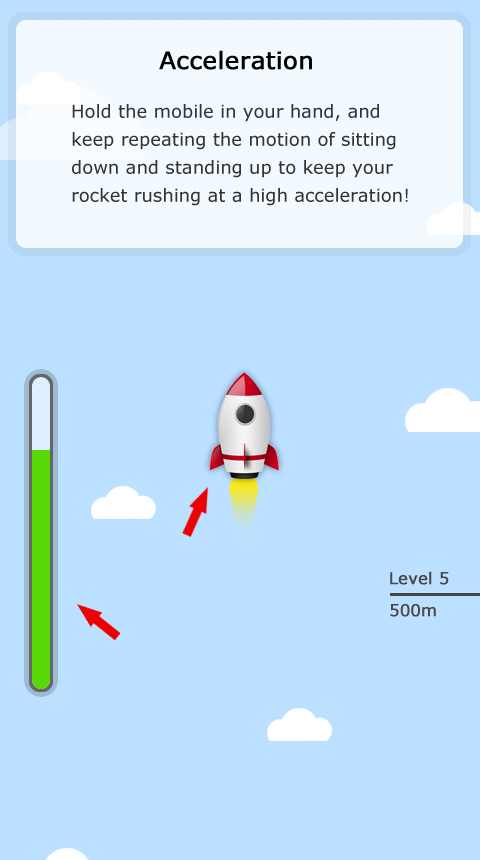 Acceleration
Hold the mobile in your hand, and
keep repeating the motion of sitting
down and standing up to keep your
rocket rushing at a high acceleration!
Level 5
500m